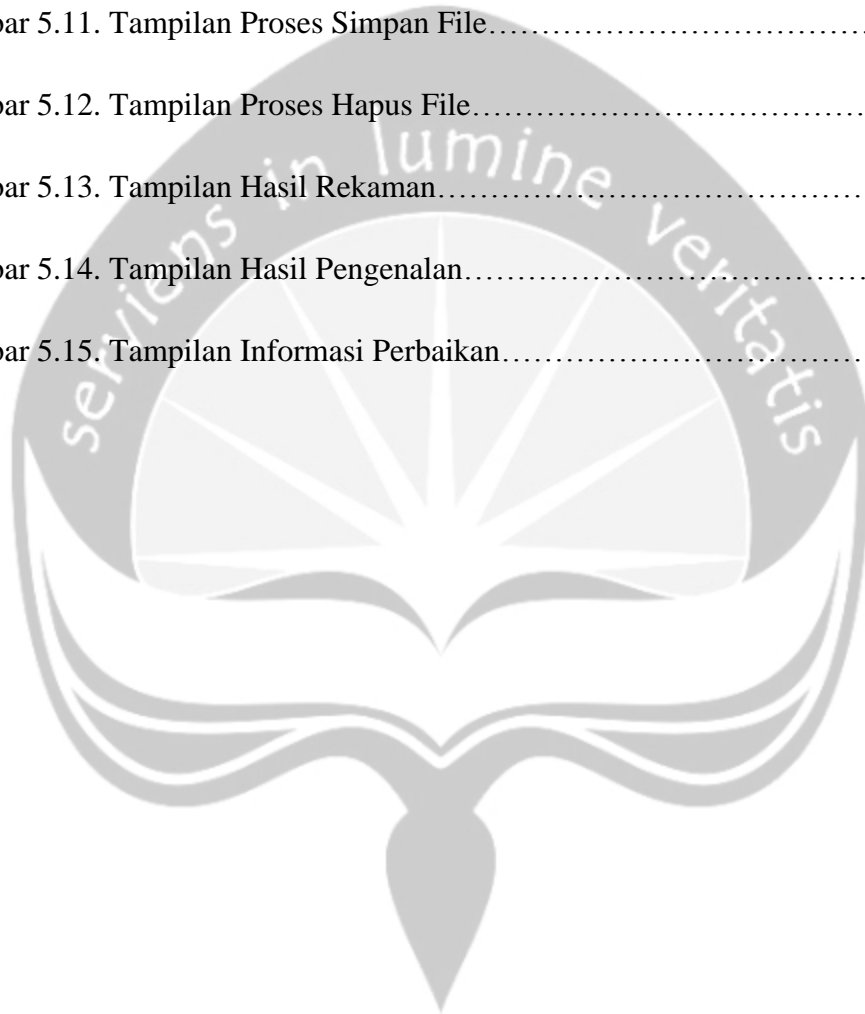 bar 5.11. Tampilan Proses Simpan File……………………………………
bar 5.12. Tampilan Proses Hapus File……………………………………
bar 5.13. Tampilan Hasil Rekaman…………………………………………
bar 5.14. Tampilan Hasil Pengenalan………………………………………
bar 5.15. Tampilan Informasi Perbaikan…………………………………
serviens in lumine veritatis